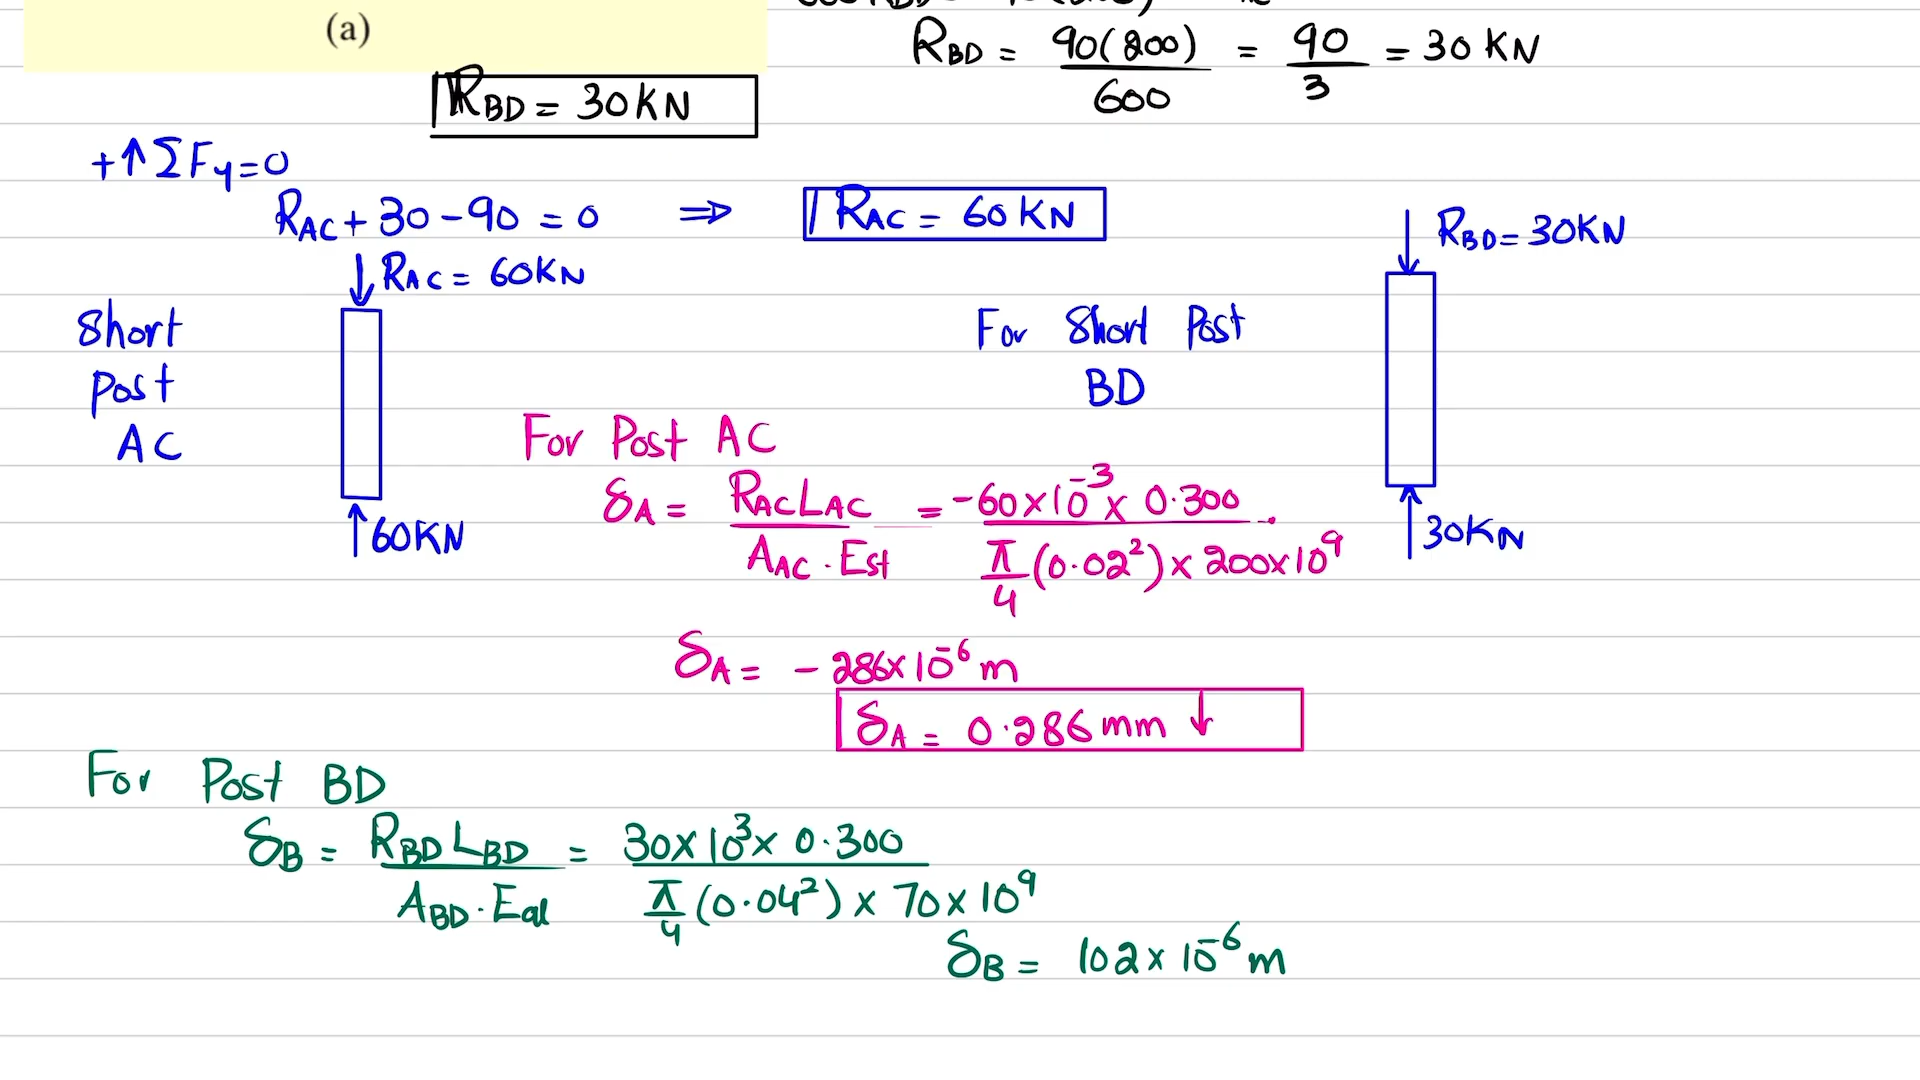 (a)
R_BD = 90(200)/600 = 90/3 = 30 KN
R_BD = 30KN
+↑ΣF_y=0
R_AC + 30 - 90 = 0 ⇒ R_AC = 60 KN
R_AC = 60KN
R_BD = 30KN
Short
Post
AC
For Short Post
BD
60KN
30KN
For Post AC
δ_A = R_AC L_AC / A_AC · E_st = -60×10^-3 × 0.300 / π/4 (0.02²) × 200×10^9
δ_A = - 286×10^-6 m
δ_A = 0.286 mm ↓
For Post BD
δ_B = R_BD L_BD / A_BD · E_al = 30×10^3 × 0.300 / π/4 (0.04²) × 70×10^9
δ_B = 102×10^-6 m